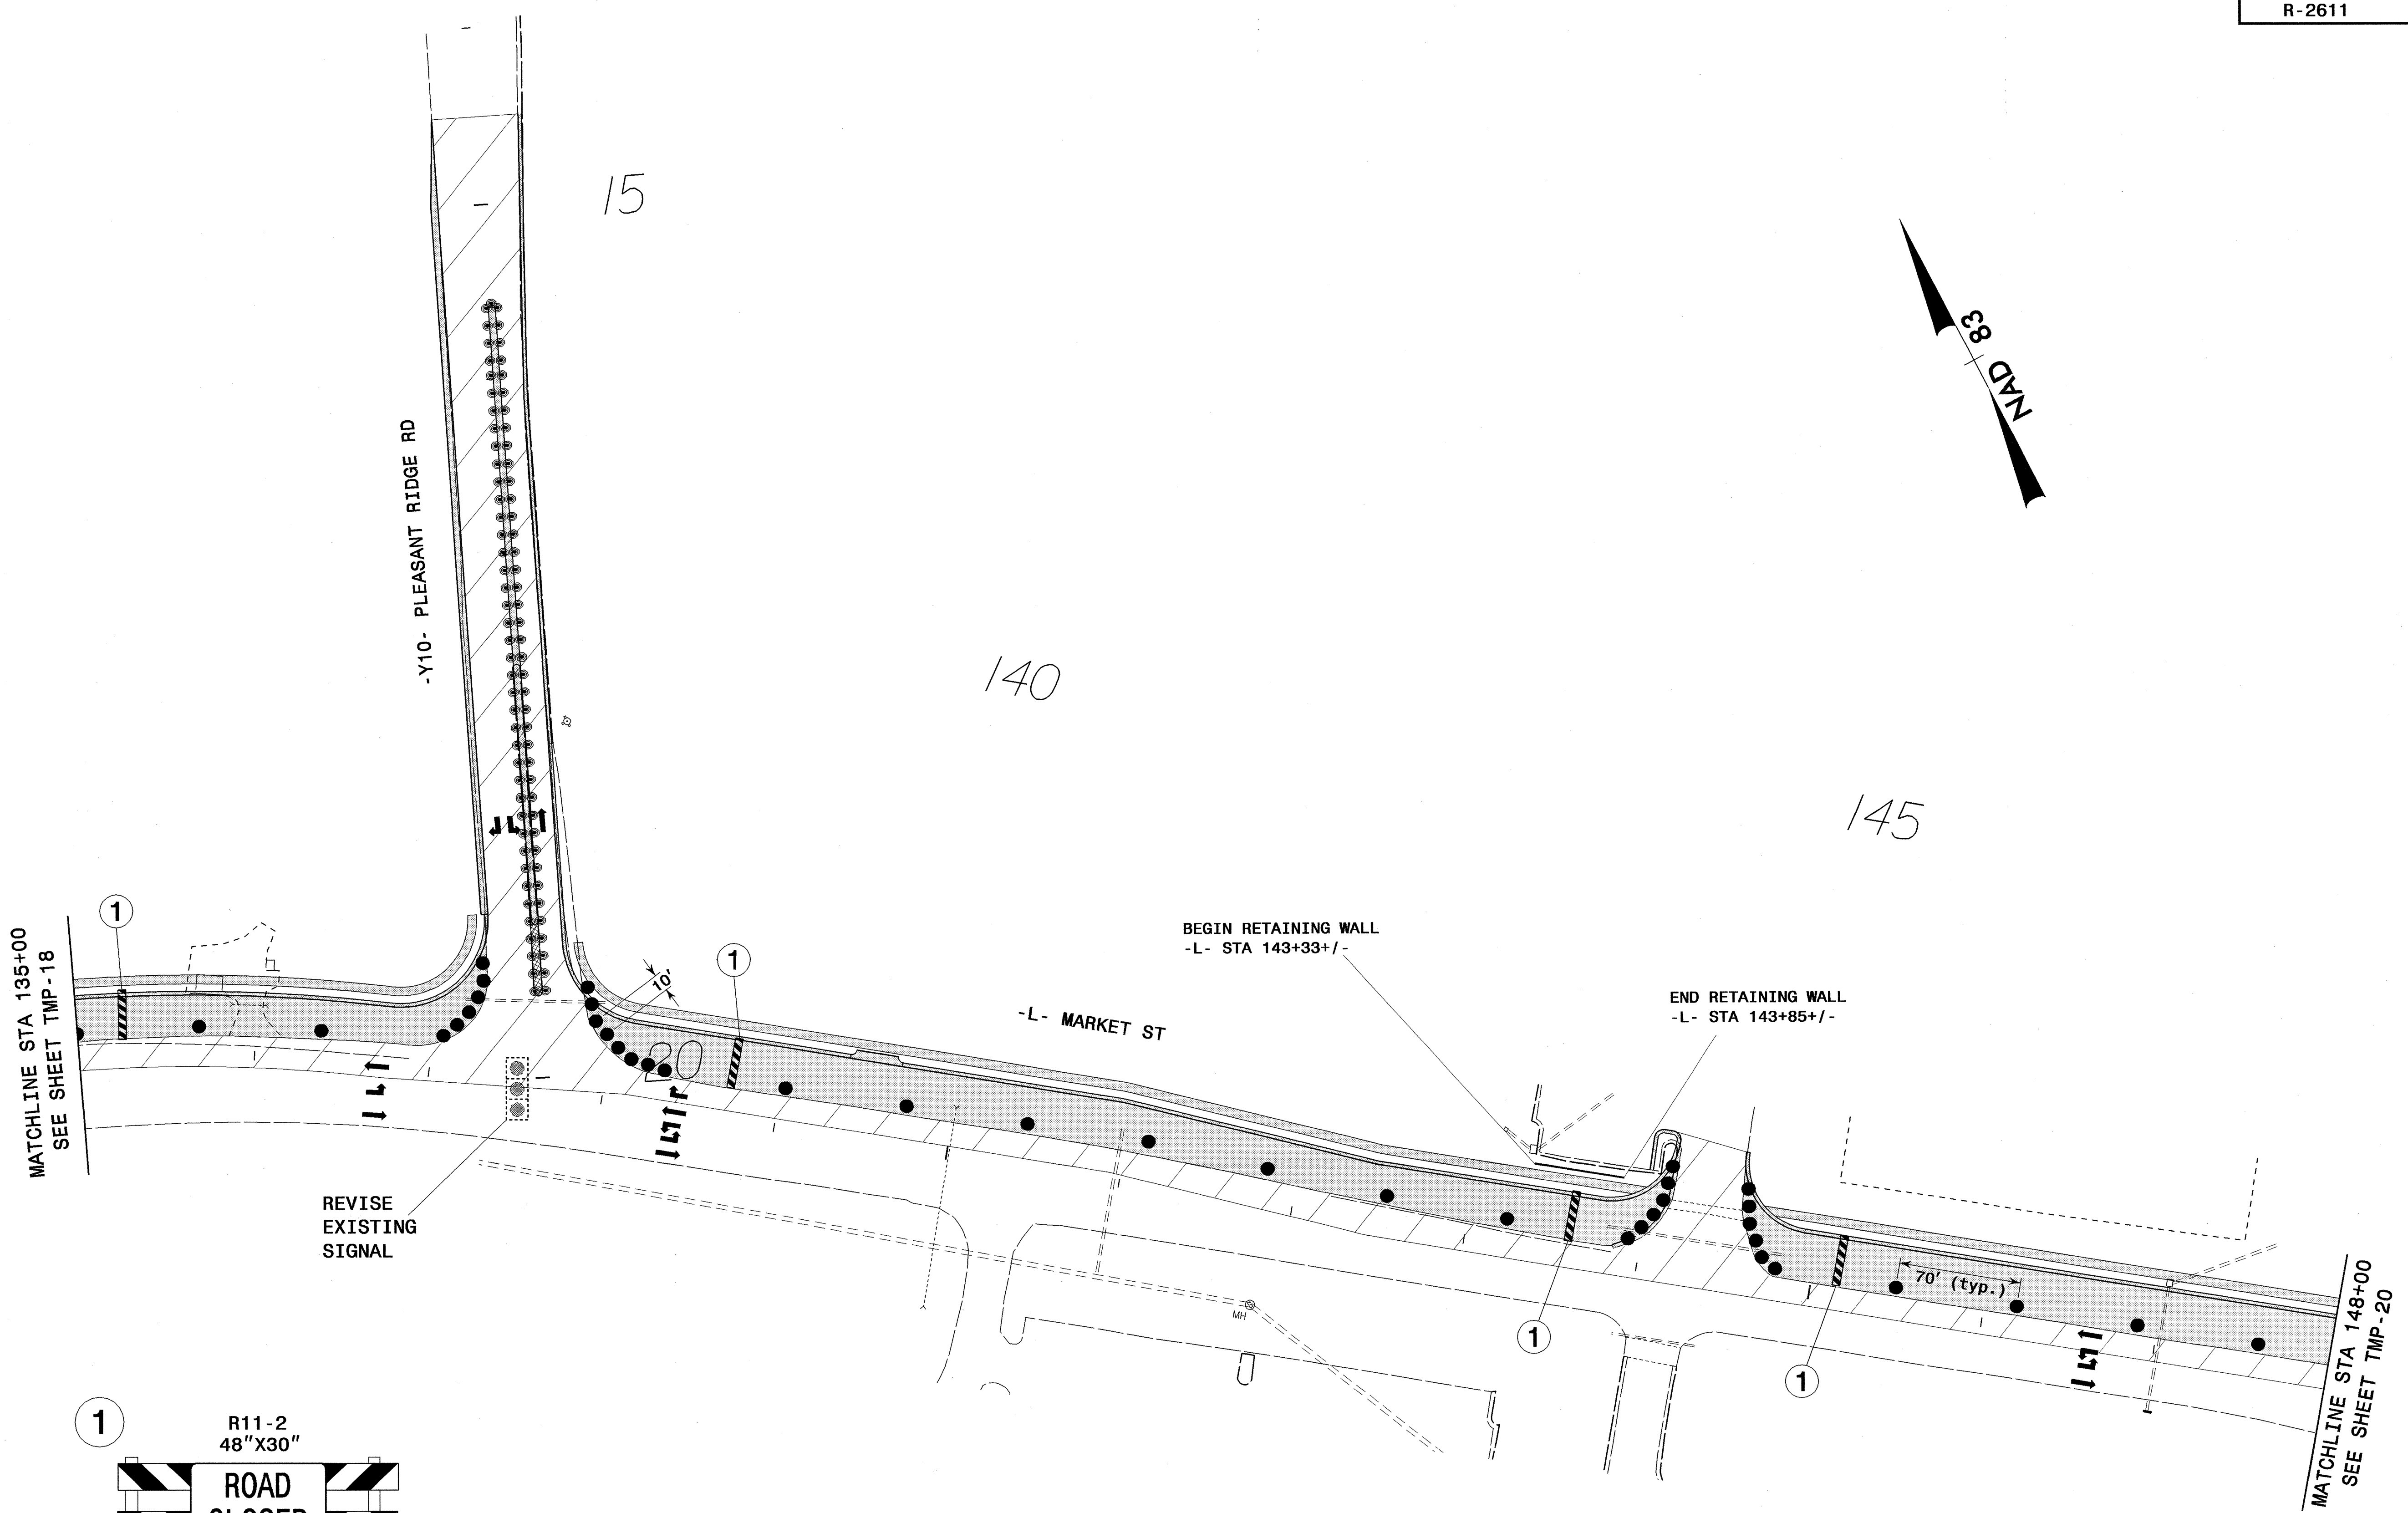 R-2611
15
NAD 83
-Y10- PLEASANT RIDGE RD
140
145
1
MATCHLINE STA 135+00
SEE SHEET TMP-18
10'
1
20
-L- MARKET ST
BEGIN RETAINING WALL
-L- STA 143+33+/-
END RETAINING WALL
-L- STA 143+85+/-
REVISE
EXISTING
SIGNAL
MH
1
1
70' (typ.)
MATCHLINE STA 148+00
SEE SHEET TMP-20
1
R11-2
48"X30"
ROAD
CLOSED